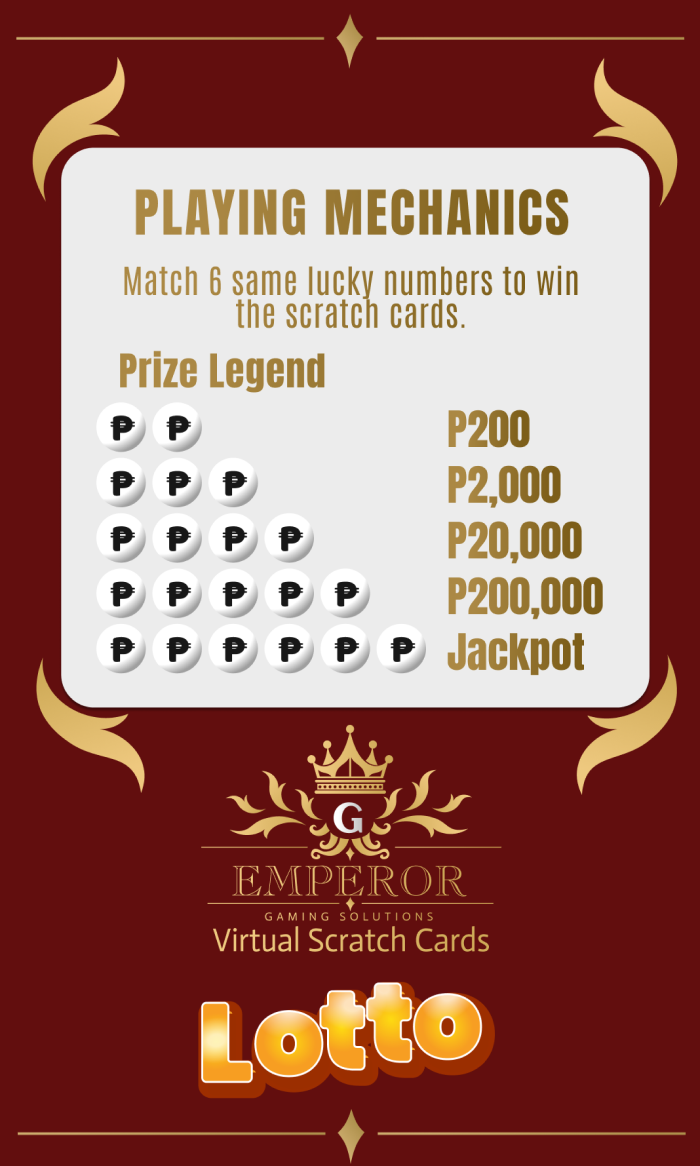 PLAYING MECHANICS
Match 6 same lucky numbers to win
the scratch cards.
Prize Legend
₱ ₱ P200
₱ ₱ ₱ P2,000
₱ ₱ ₱ ₱ P20,000
₱ ₱ ₱ ₱ ₱ P200,000
₱ ₱ ₱ ₱ ₱ ₱ Jackpot
G
EMPEROR
GAMING SOLUTIONS
Virtual Scratch Cards
Lotto